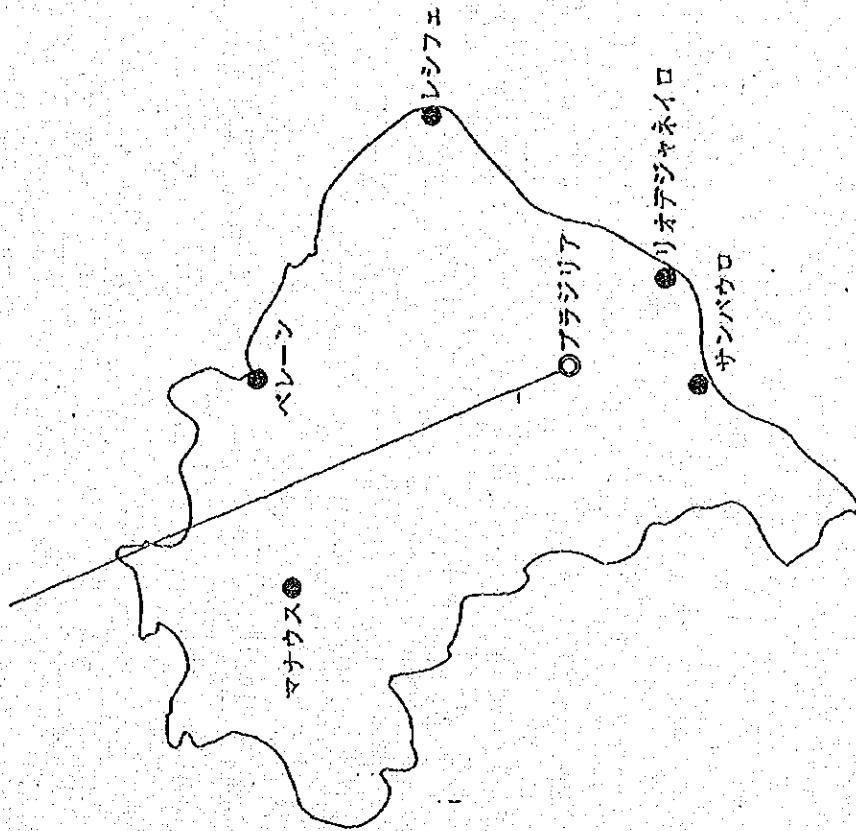 レシフェ
ベレーン
マナウス
ブラジリア
リオデジャネイロ
サンパウロ